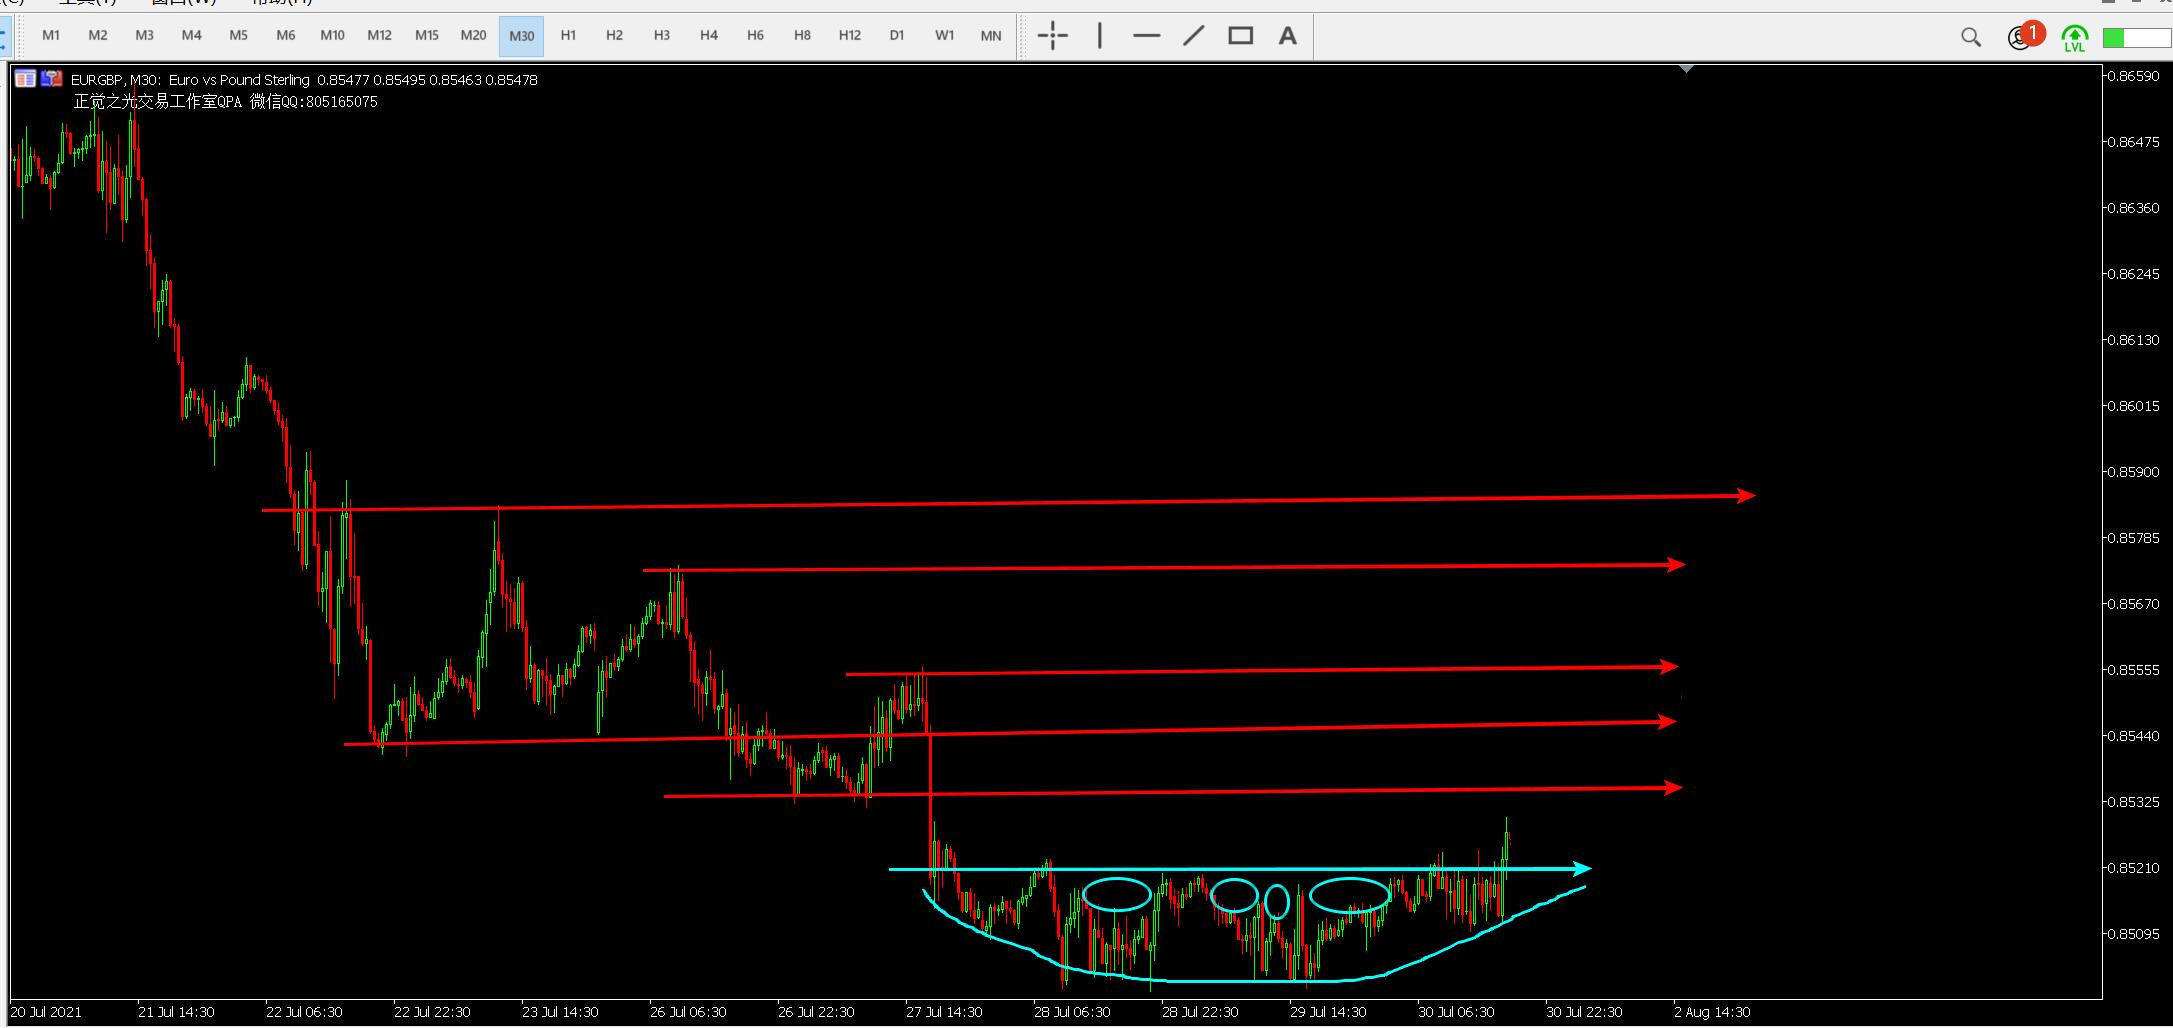 工具(T) 窗口(W) 帮助(H)
M1 M2 M3 M4 M5 M6 M10 M12 M15 M20 M30 H1 H2 H3 H4 H6 H8 H12 D1 W1 MN A 1 LVL
EURGBP, M30: Euro vs Pound Sterling 0.85477 0.85495 0.85463 0.85478
正觉之光交易工作室QPA 微信QQ:805165075
0.86590
0.86475
0.86360
0.86245
0.86130
0.86015
0.85900
0.85785
0.85670
0.85555
0.85440
0.85325
0.85210
0.85095
20 Jul 2021 21 Jul 14:30 22 Jul 06:30 22 Jul 22:30 23 Jul 14:30 26 Jul 06:30 26 Jul 22:30 27 Jul 14:30 28 Jul 06:30 28 Jul 22:30 29 Jul 14:30 30 Jul 06:30 30 Jul 22:30 2 Aug 14:30